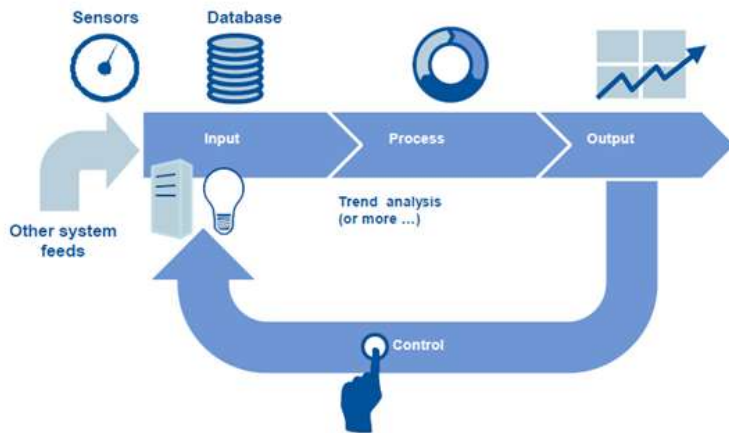 Sensors
Database
Input
Process
Output
Trend analysis
(or more ...)
Other system
feeds
Control